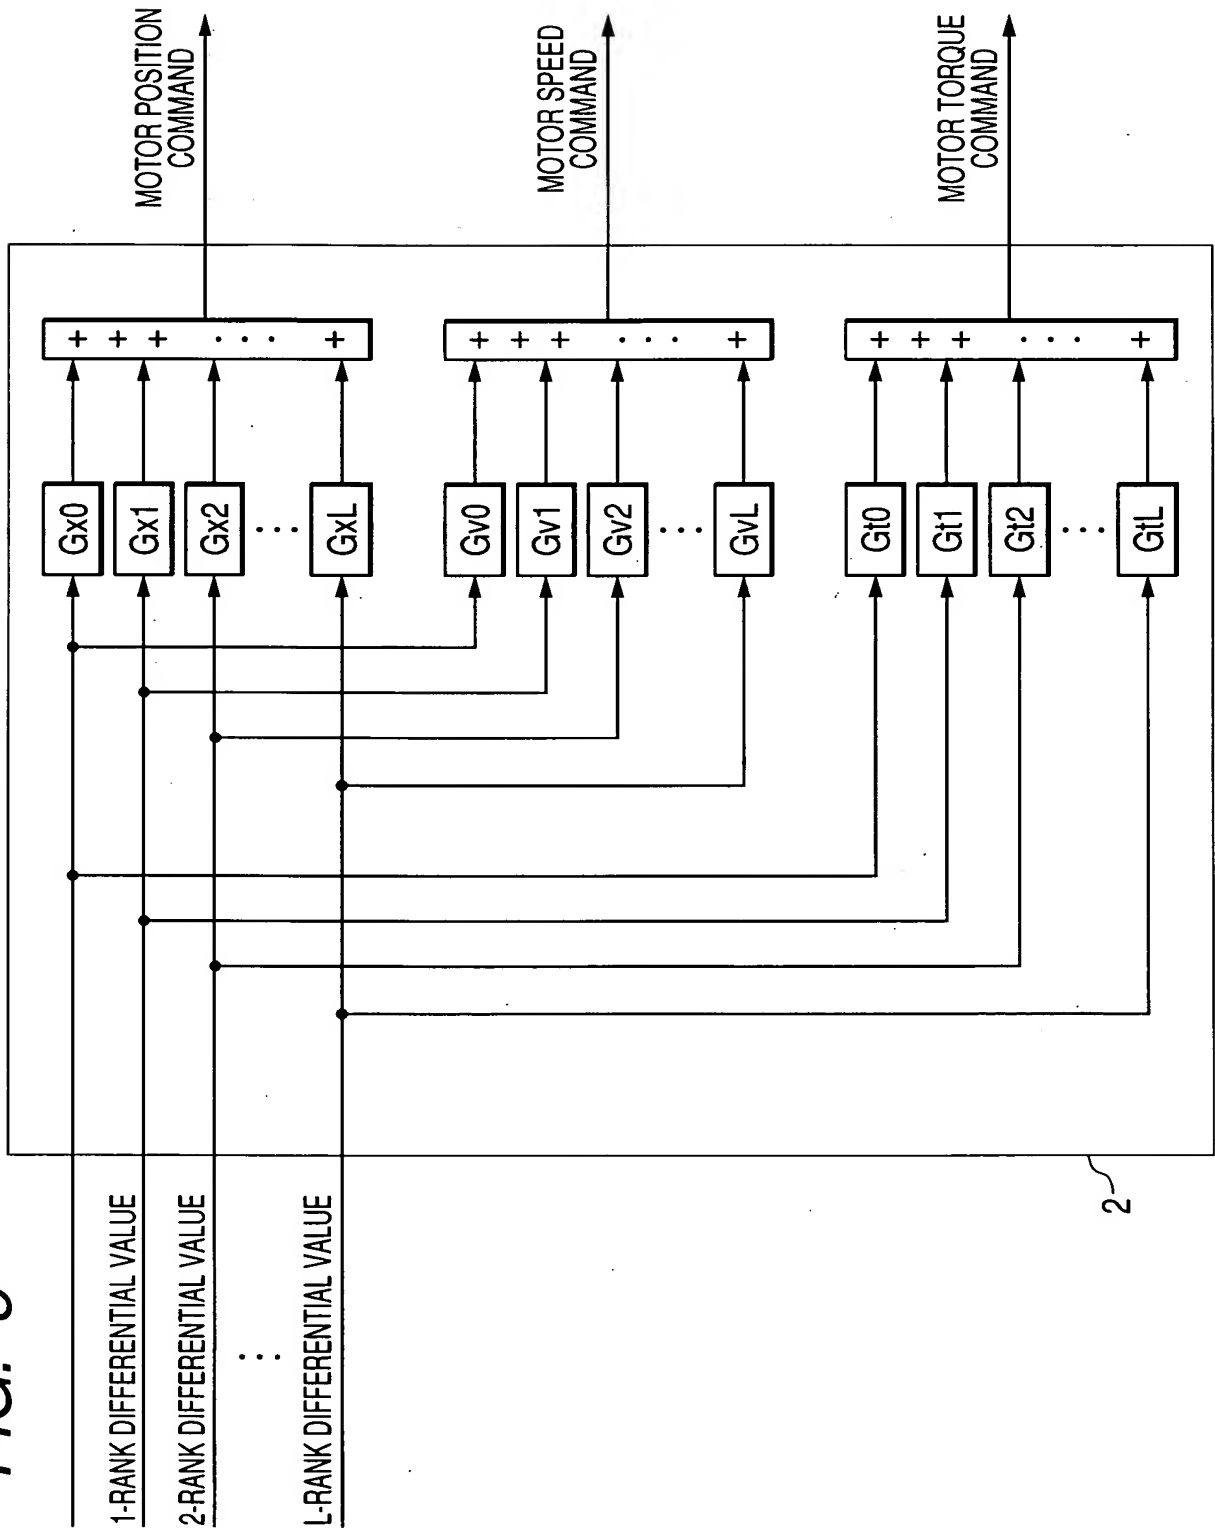 MOTOR POSITION
COMMAND
MOTOR SPEED
COMMAND
MOTOR TORQUE
COMMAND
+ + + · · · +
+ + + · · · +
+ + + · · · +
Gx0
Gx1
Gx2
· · ·
GxL
Gv0
Gv1
Gv2
· · ·
GvL
Gt0
Gt1
Gt2
· · ·
GtL
1-RANK DIFFERENTIAL VALUE
2-RANK DIFFERENTIAL VALUE
· · ·
L-RANK DIFFERENTIAL VALUE
2
FIG.